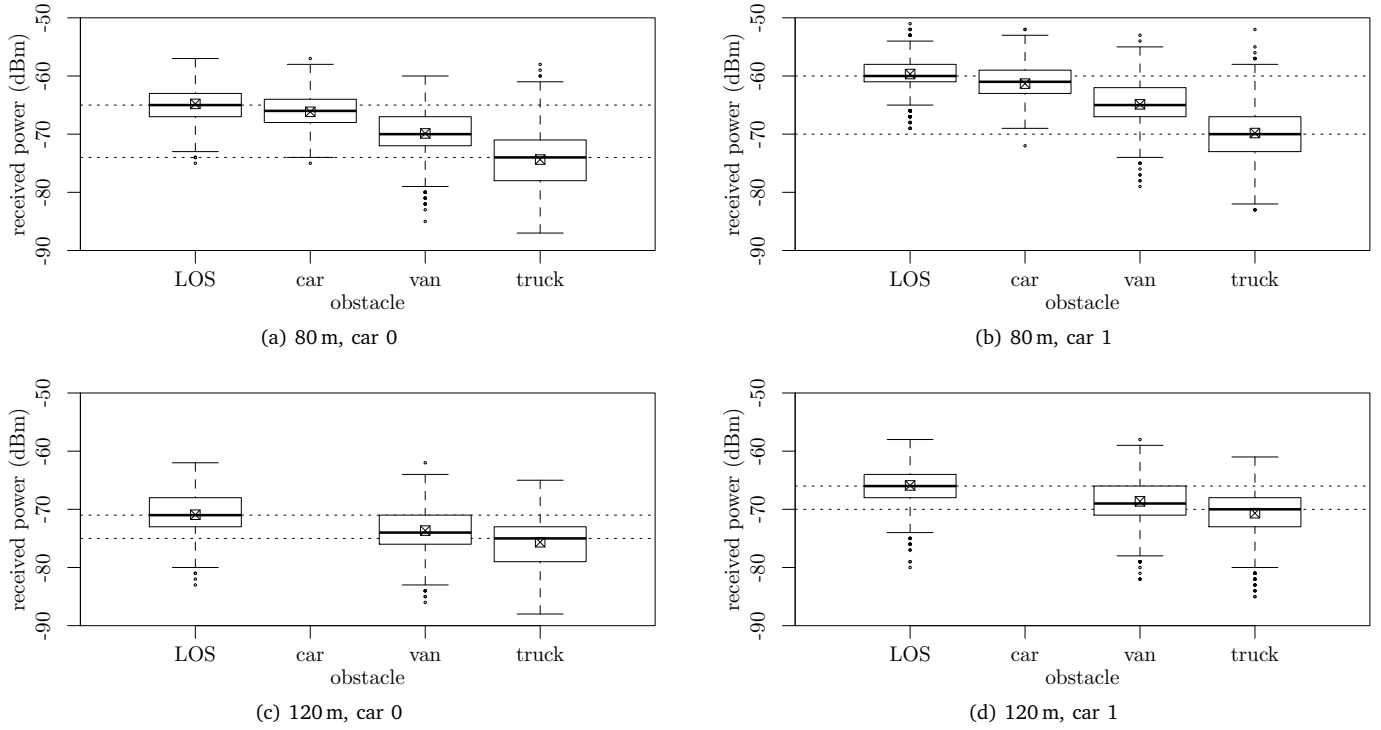 -50
-60
-70
-80
-90
received power (dBm)
LOS car van truck
obstacle
(a) 80 m, car 0
-50
-60
-70
-80
-90
received power (dBm)
LOS car van truck
obstacle
(b) 80 m, car 1
-50
-60
-70
-80
-90
received power (dBm)
LOS car van truck
obstacle
(c) 120 m, car 0
-50
-60
-70
-80
-90
received power (dBm)
LOS car van truck
obstacle
(d) 120 m, car 1